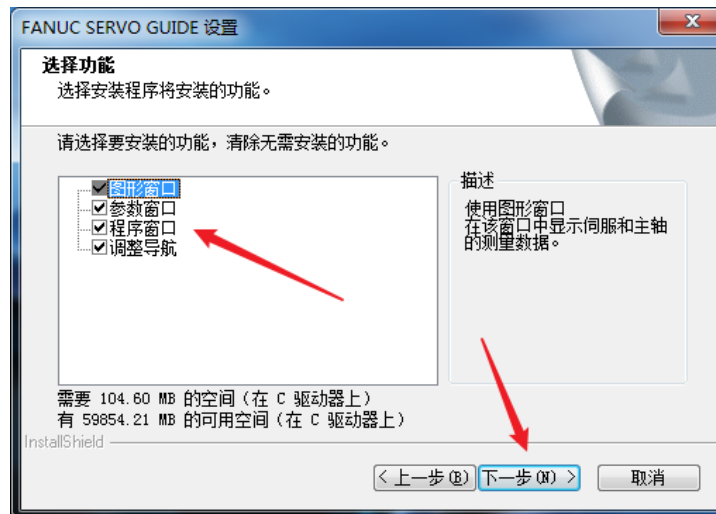 FANUC SERVO GUIDE 设置
选择功能
选择安装程序将安装的功能。
请选择要安装的功能，清除无需安装的功能。
图形窗口
参数窗口
程序窗口
调整导航
描述
使用图形窗口
在该窗口中显示伺服和主轴
的测量数据。
需要 104.60 MB 的空间(在 C 驱动器上)
有 59854.21 MB 的可用空间(在 C 驱动器上)
InstallShield
< 上一步(B)
下一步(N) >
取消